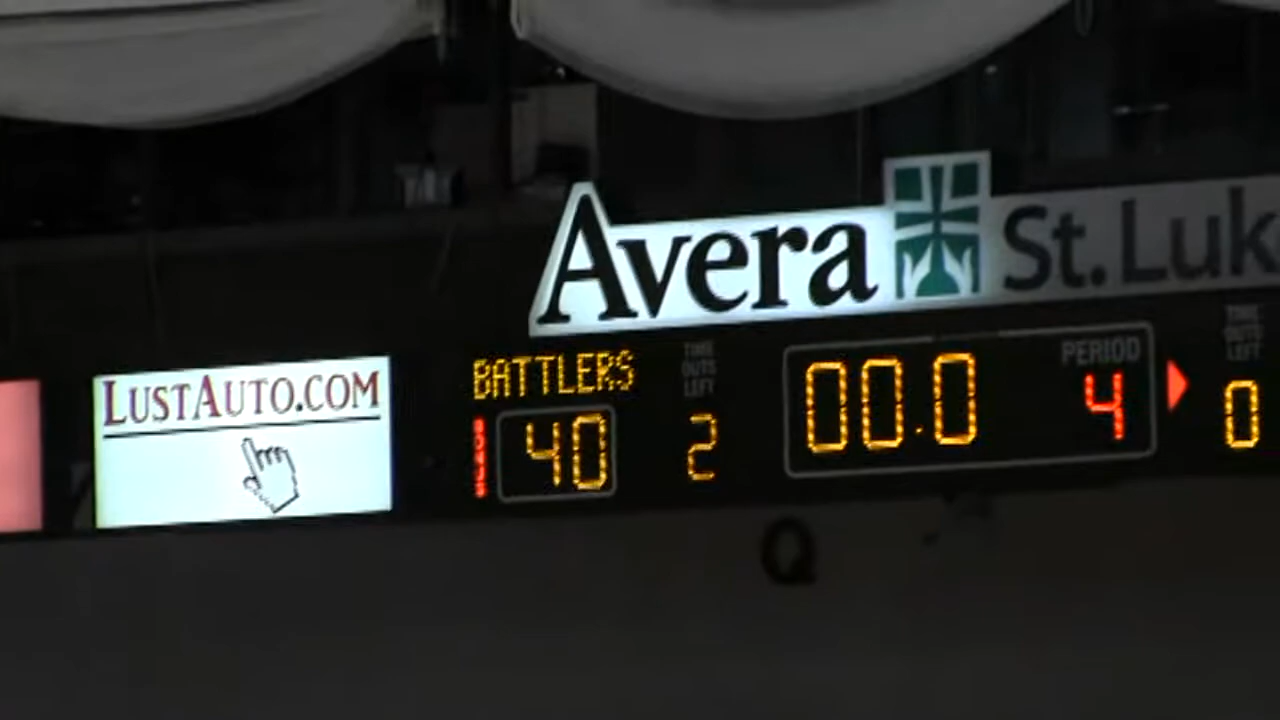 Avera St. Luk
LUSTAUTO.COM
BATTLERS
TIME
OUTS
LEFT
40
2
00.0
PERIOD
4
TIME
OUTS
LEFT
0
BONUS
Q